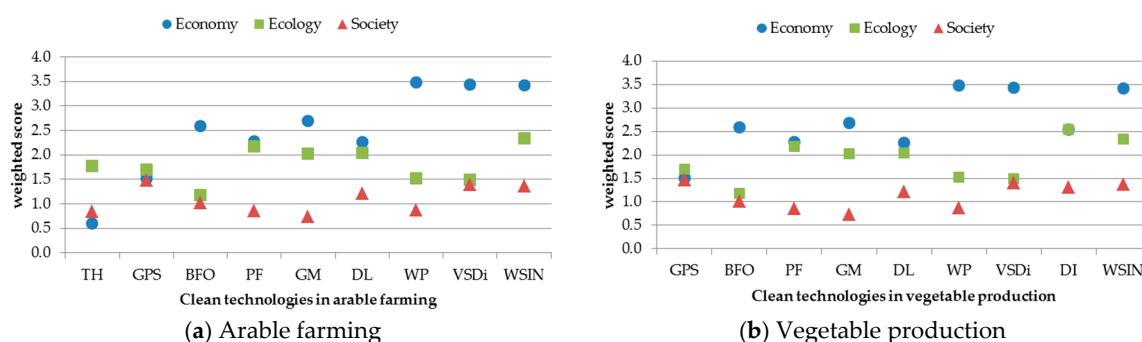 Economy Ecology Society
4.0
3.5
3.0
2.5
2.0
1.5
1.0
0.5
0.0
weighted score
TH GPS BFO PF GM DL WP VSDi WSIN
Clean technologies in arable farming
(a) Arable farming
Economy Ecology Society
4.0
3.5
3.0
2.5
2.0
1.5
1.0
0.5
0.0
weighted score
GPS BFO PF GM DL WP VSDi DI WSIN
Clean technologies in vegetable production
(b) Vegetable production